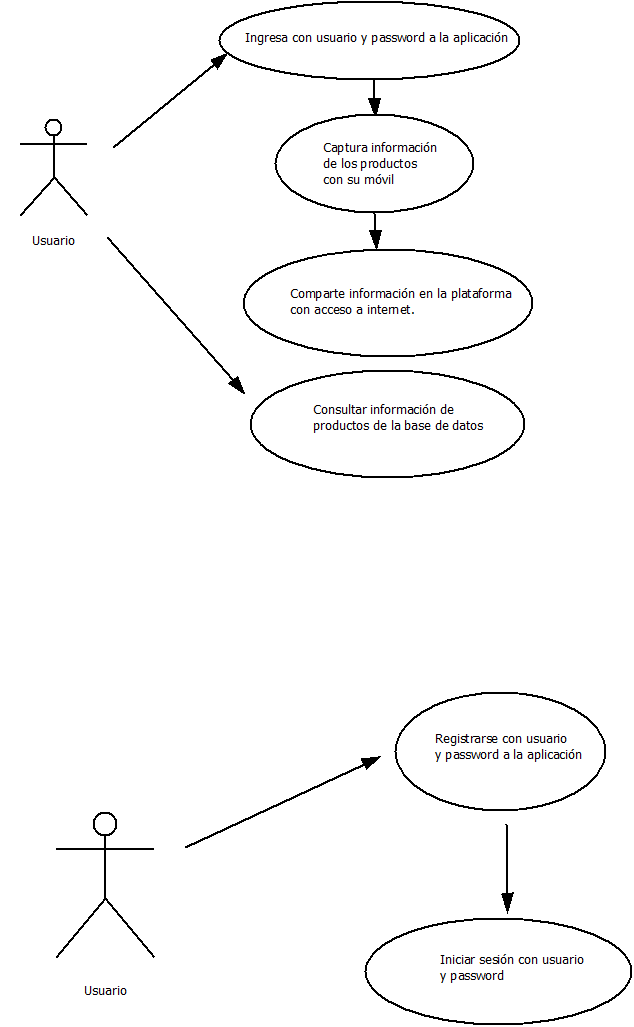 Ingresa con usuario y password a la aplicación
Captura información
de los productos
con su móvil
Usuario
Comparte información en la plataforma
con acceso a internet.
Consultar información de
productos de la base de datos
Registrarse con usuario
y password a la aplicación
Iniciar sesión con usuario
y password
Usuario